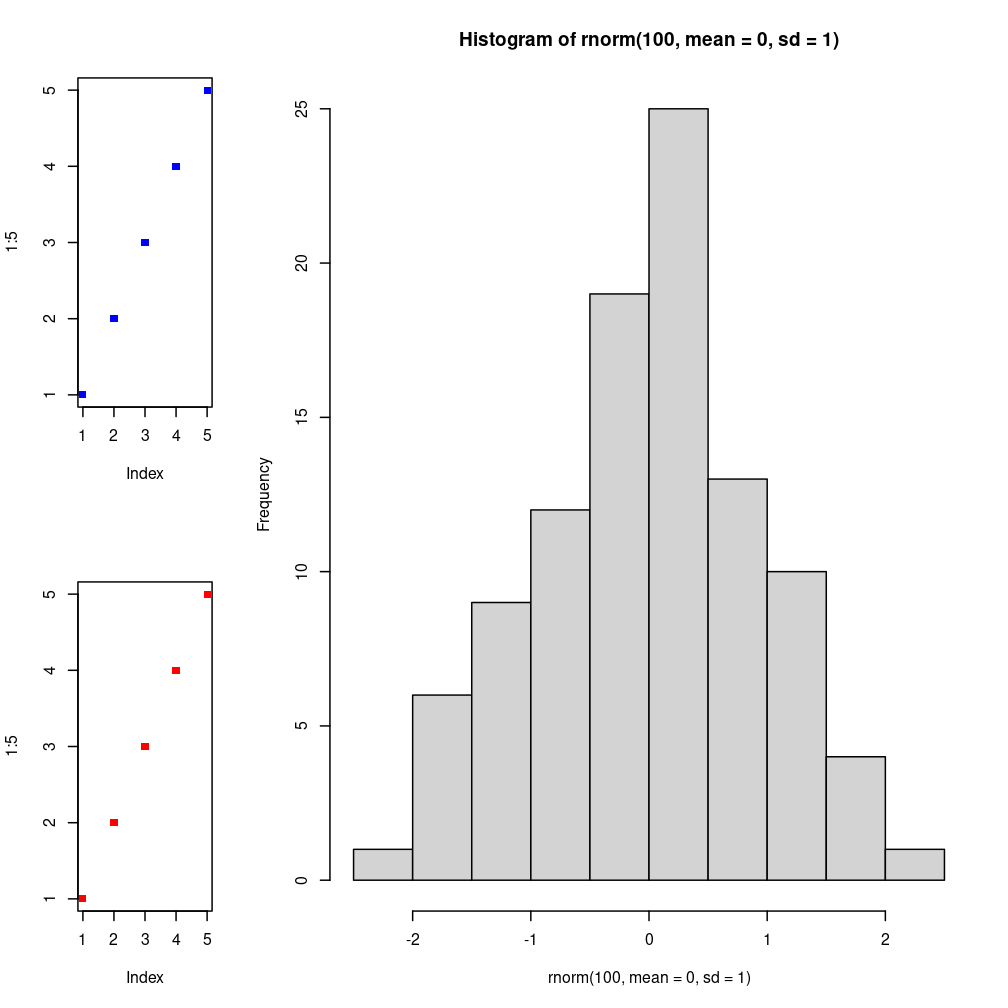 Histogram of rnorm(100, mean = 0, sd = 1)
5
4
3
2
1
1:5
1 2 3 4 5
Index
5
4
3
2
1
1:5
1 2 3 4 5
Index
25
20
15
10
5
0
Frequency
-2 -1 0 1 2
rnorm(100, mean = 0, sd = 1)